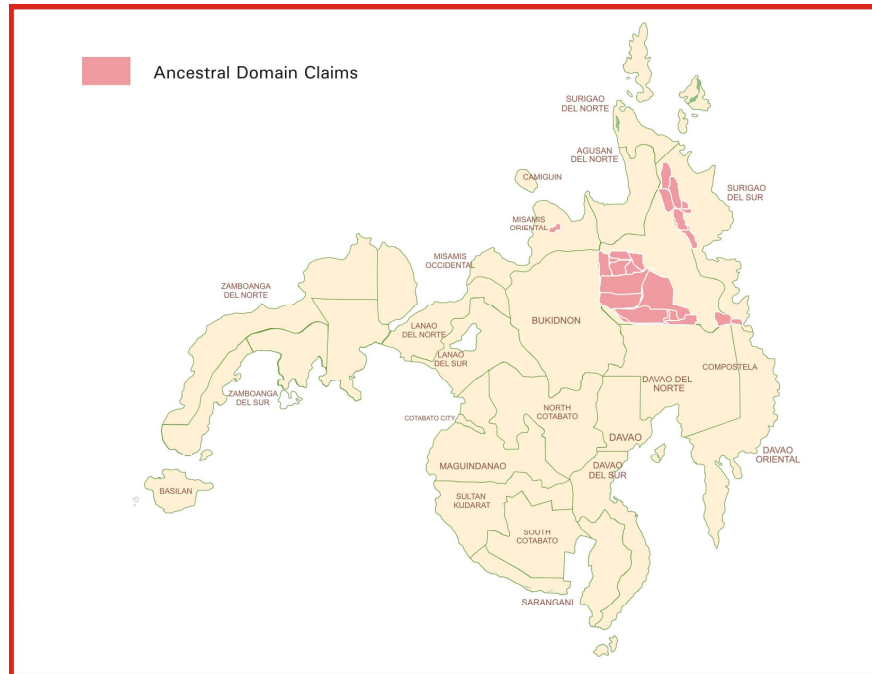 Ancestral Domain Claims
SURIGAO
DEL NORTE
AGUSAN
DEL NORTE
CAMIGUIN
SURIGAO
DEL SUR
MISAMIS
ORIENTAL
MISAMIS
OCCIDENTAL
ZAMBOANGA
DEL NORTE
BUKIDNON
LANAO
DEL NORTE
LANAO
DEL SUR
COMPOSTELA
DAVAO DEL
NORTE
ZAMBOANGA
DEL SUR
NORTH
COTABATO
COTABATO CITY
DAVAO
DAVAO
ORIENTAL
MAGUINDANAO
DAVAO
DEL SUR
BASILAN
SULTAN
KUDARAT
SOUTH
COTABATO
SARANGANI